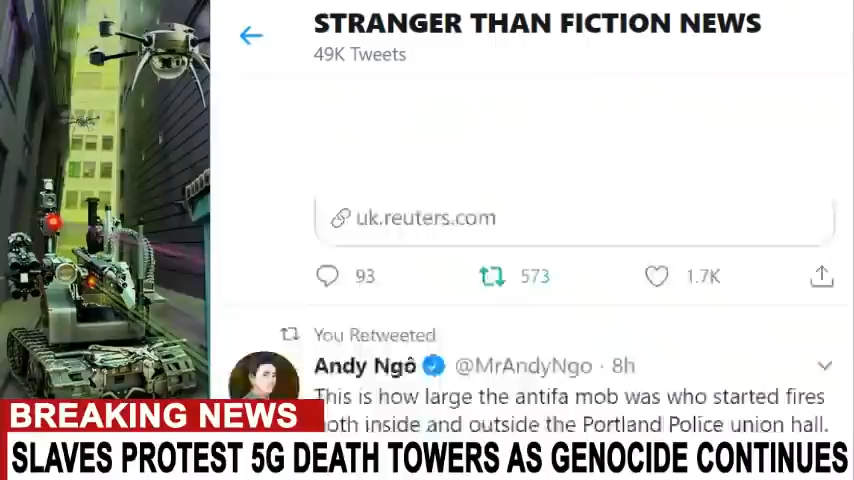 STRANGER THAN FICTION NEWS
49K Tweets
uk.reuters.com
93 573 1.7K
You Retweeted
Andy Ngô @MrAndyNgo · 8h
This is how large the antifa mob was who started fires
both inside and outside the Portland Police union hall.
BREAKING NEWS
SLAVES PROTEST 5G DEATH TOWERS AS GENOCIDE CONTINUES